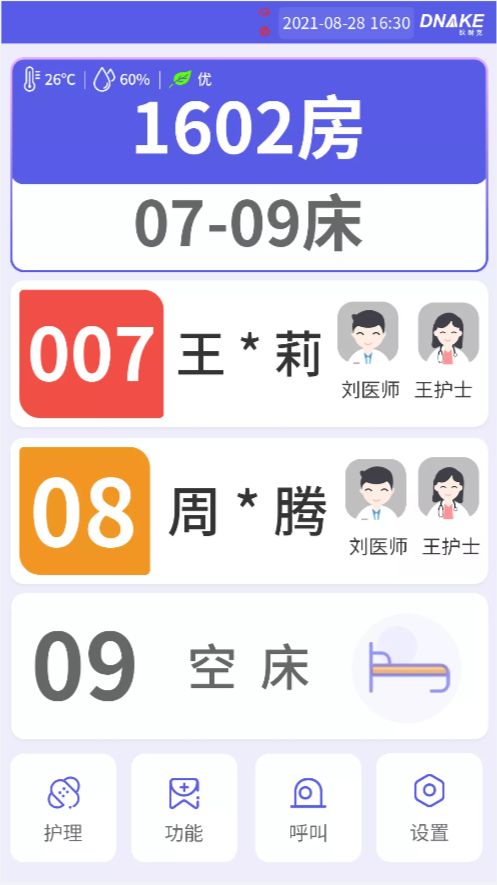 2021-08-28 16:30 DNAKE
狄耐克
26℃ 60% 优
1602房
07-09床
007 王 * 莉
刘医师 王护士
08 周 * 腾
刘医师 王护士
09 空 床
护理 功能 呼叫 设置